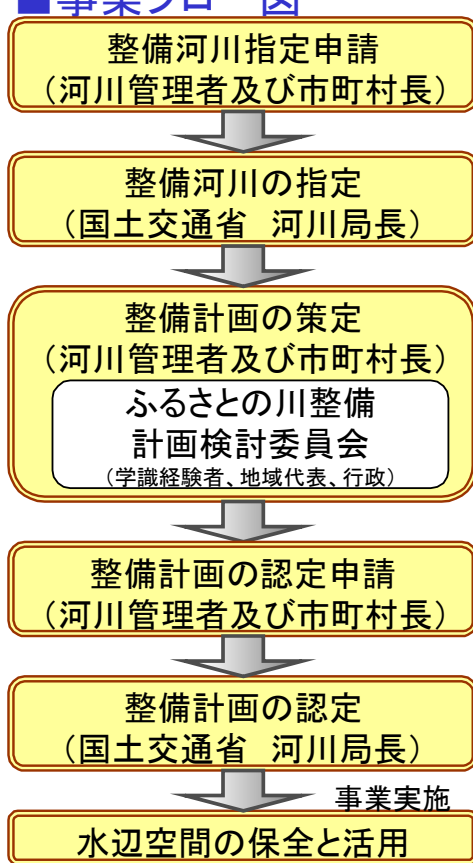 ■事業フロー図
整備河川指定申請
（河川管理者及び市町村長）
整備河川の指定
（国土交通省　河川局長）
整備計画の策定
（河川管理者及び市町村長）
ふるさとの川整備
計画検討委員会
（学識経験者、地域代表、行政）
整備計画の認定申請
（河川管理者及び市町村長）
整備計画の認定
（国土交通省　河川局長）
事業実施
水辺空間の保全と活用